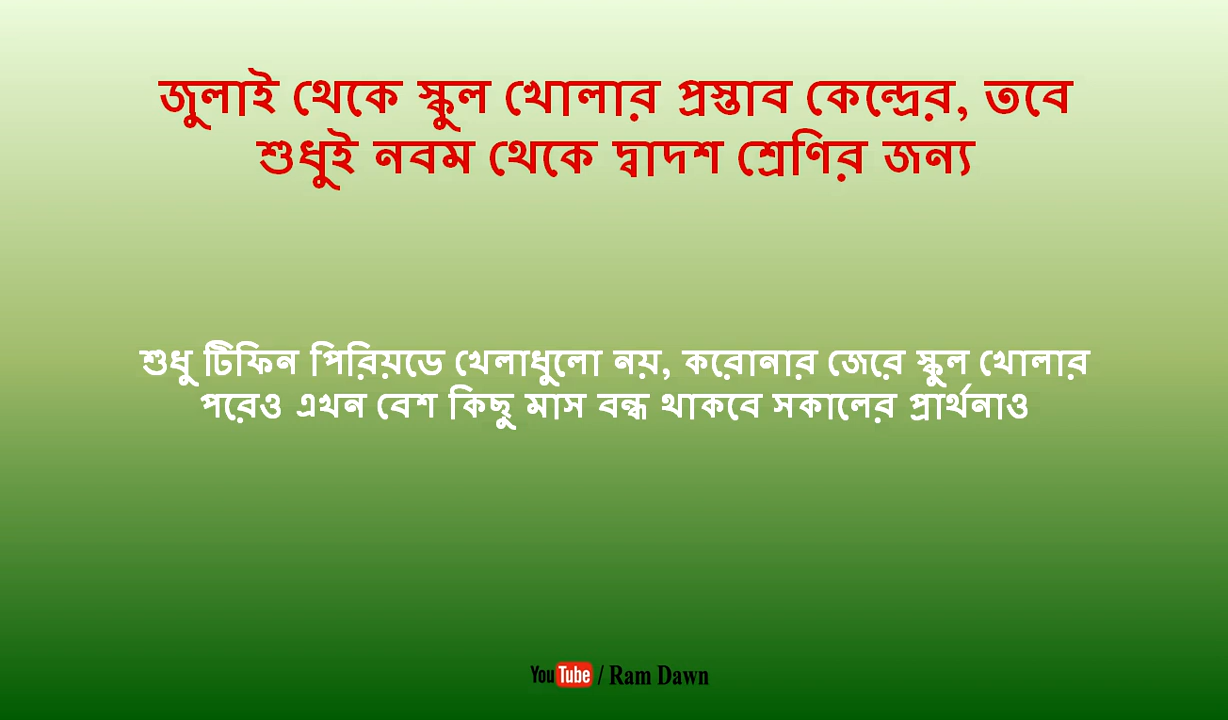 জুলাই থেকে স্কুল খোলার প্রস্তাব কেন্দ্রের, তবে
শুধুই নবম থেকে দ্বাদশ শ্রেণির জন্য
শুধু টিফিন পিরিয়ডে খেলাধুলো নয়, করোনার জেরে স্কুল খোলার
পরেও এখন বেশ কিছু মাস বন্ধ থাকবে সকালের প্রার্থনাও
YouTube / Ram Dawn